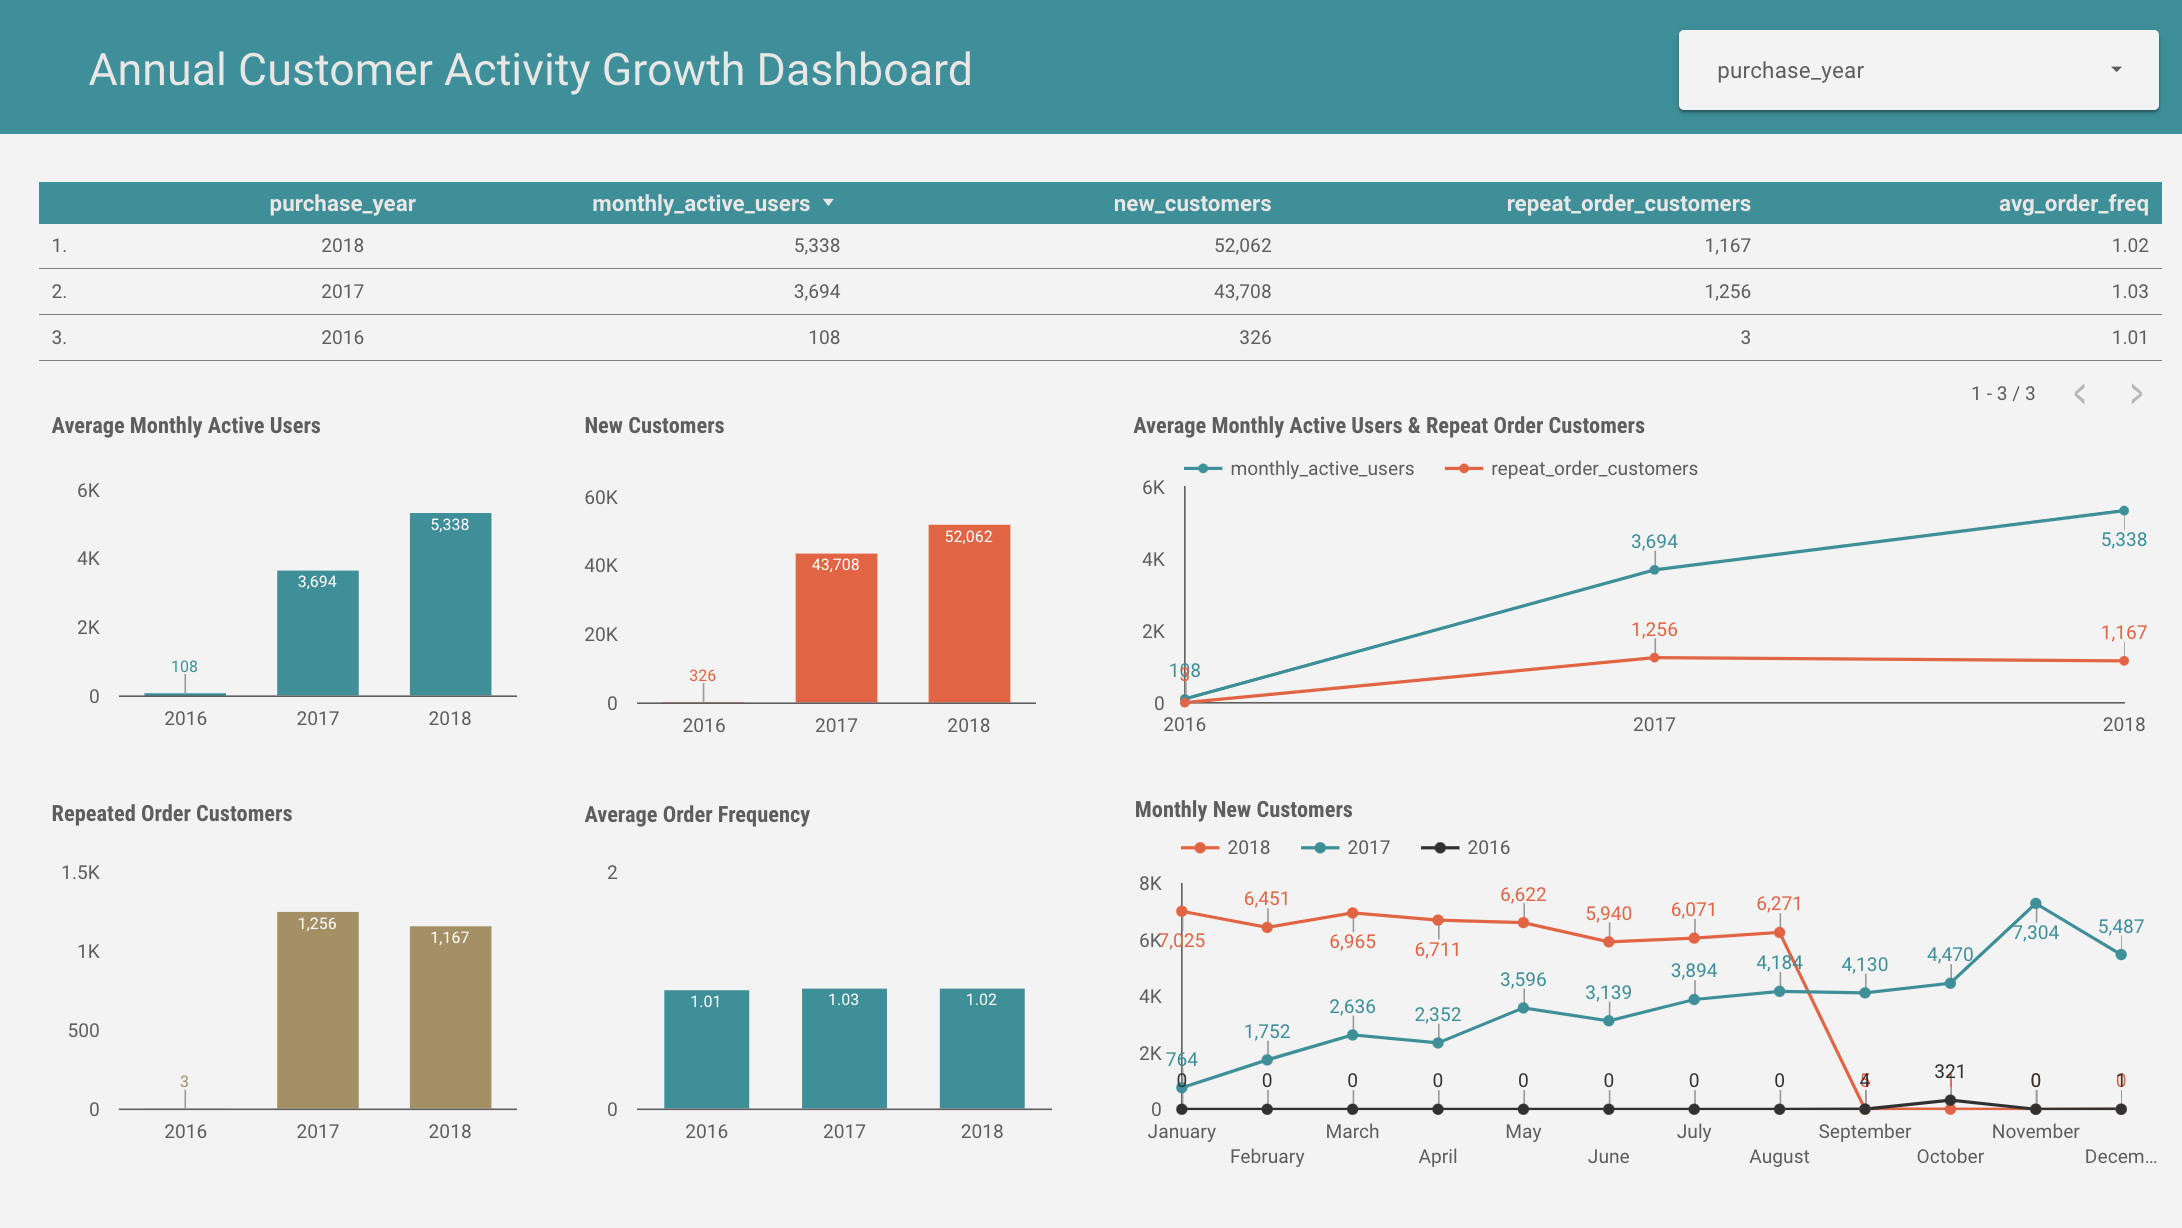 Annual Customer Activity Growth Dashboard
purchase_year
purchase_year monthly_active_users new_customers repeat_order_customers avg_order_freq
1. 2018 5,338 52,062 1,167 1.02
2. 2017 3,694 43,708 1,256 1.03
3. 2016 108 326 3 1.01
1 - 3 / 3
Average Monthly Active Users
6K
4K
2K
0
108
3,694
5,338
2016 2017 2018
New Customers
60K
40K
20K
0
326
43,708
52,062
2016 2017 2018
Average Monthly Active Users & Repeat Order Customers
monthly_active_users repeat_order_customers
6K
4K
2K
0
108
3,694
5,338
1,256
1,167
2016 2017 2018
Repeated Order Customers
1.5K
1K
500
0
3
1,256
1,167
2016 2017 2018
Average Order Frequency
2
0
1.01 1.03 1.02
2016 2017 2018
Monthly New Customers
2018 2017 2016
8K
6K
4K
2K
0
7,025 6,451 6,965 6,711 6,622 5,940 6,071 6,271
764 1,752 2,636 2,352 3,596 3,139 3,894 4,184 4,130 4,470 7,304 5,487
0 0 0 0 0 0 0 0 4 321 0 1
0
January February March April May June July August September October November Decem...